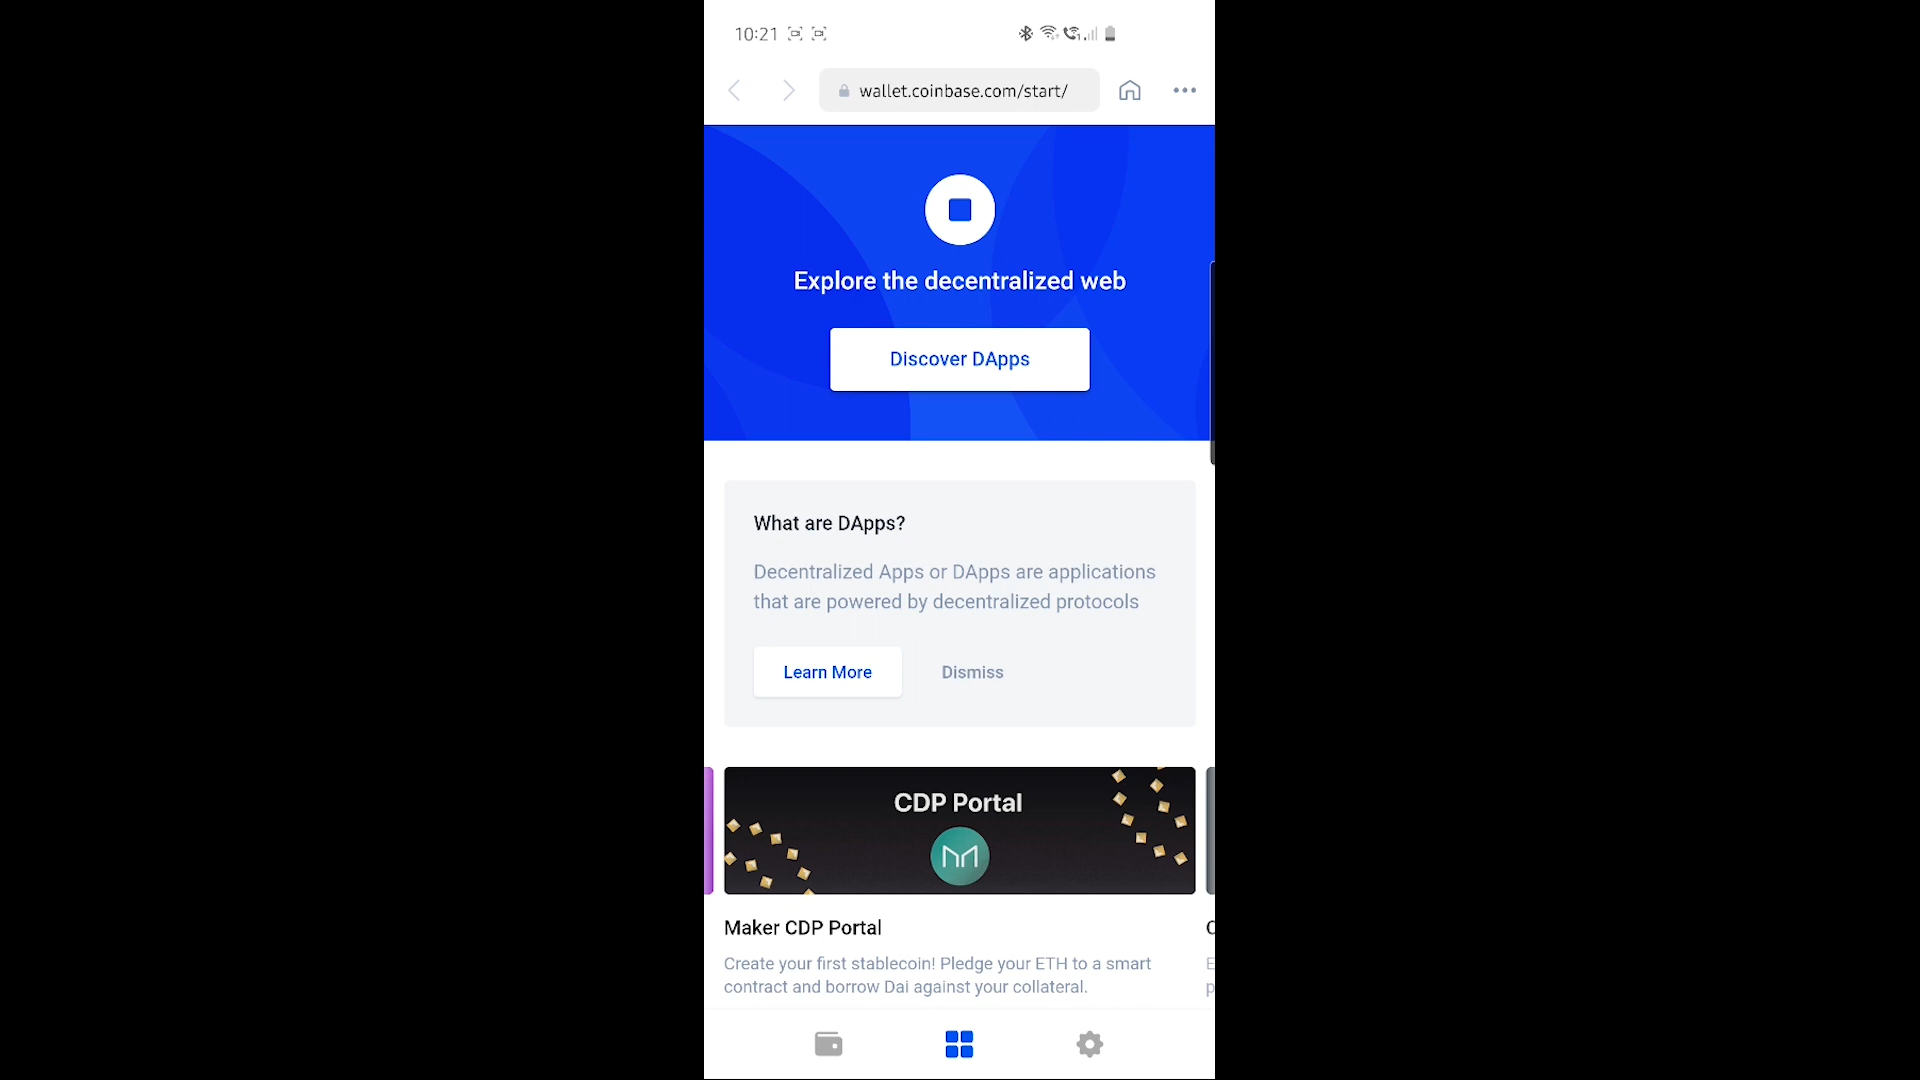 10:21
wallet.coinbase.com/start/
Explore the decentralized web
Discover DApps
What are DApps?
Decentralized Apps or DApps are applications
that are powered by decentralized protocols
Learn More
Dismiss
CDP Portal
Maker CDP Portal
Create your first stablecoin! Pledge your ETH to a smart
contract and borrow Dai against your collateral.